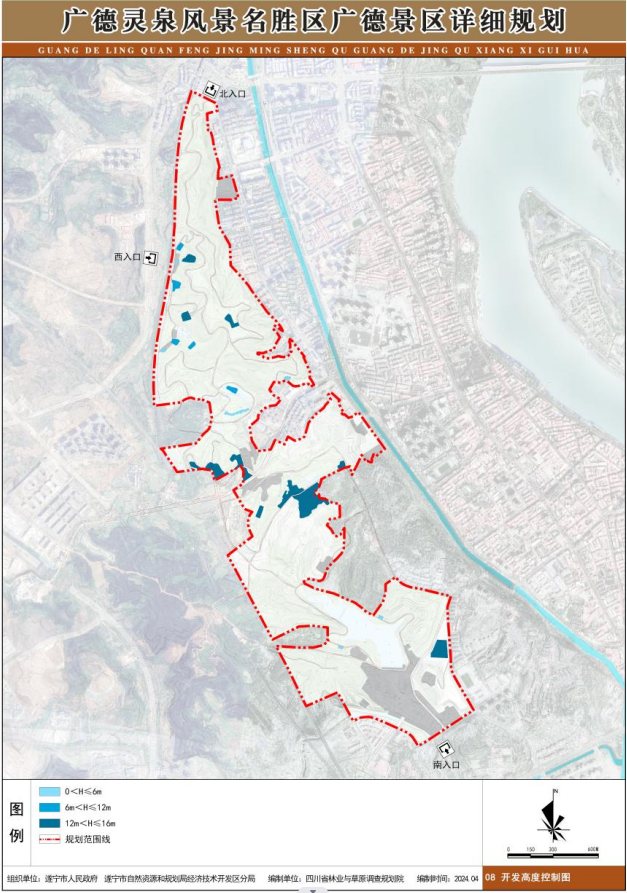 广德灵泉风景名胜区广德景区详细规划
GUANG DE LING QUAN FENG JING MING SHENG QU GUANG DE JING QU XIANG XI GUI HUA
北入口
西入口
南入口
图例
0<H≤6m
6m<H≤12m
12m<H≤16m
规划范围线
N
0 150 300 600M
组织单位：遂宁市人民政府 遂宁市自然资源和规划局经济技术开发区分局 编制单位：四川省林业与草原调查规划院 编制时间：2024.04 08 开发高度控制图